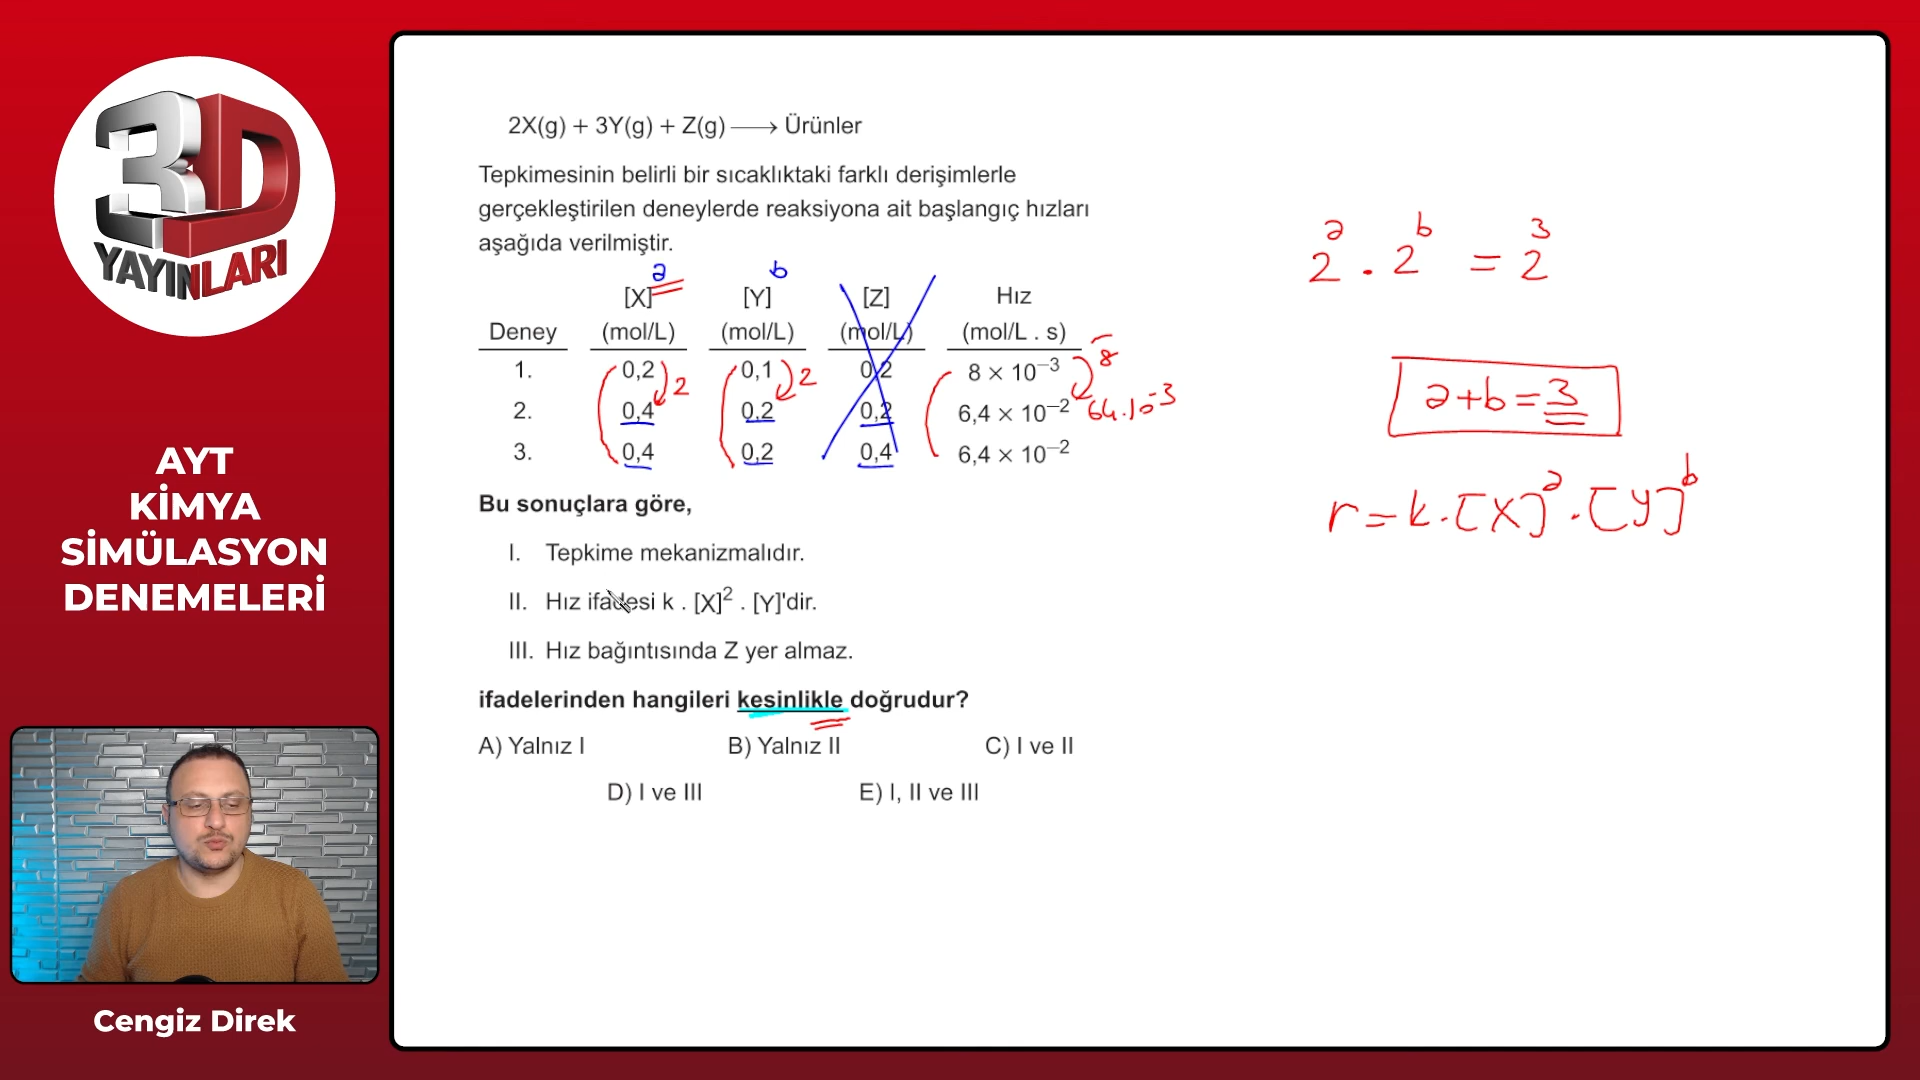 3D
YAYINLARI
AYT
KİMYA
SİMÜLASYON
DENEMELERİ
Cengiz Direk
2X(g) + 3Y(g) + Z(g) ⟶ Ürünler
Tepkimesinin belirli bir sıcaklıktaki farklı derişimlerle
gerçekleştirilen deneylerde reaksiyona ait başlangıç hızları
aşağıda verilmiştir.
a b
[X] [Y] [Z] Hız
Deney (mol/L) (mol/L) (mol/L) (mol/L . s)
1. 0,2 0,1 0,2 8 × 10⁻³
2 2 8
2. 0,4 0,2 0,2 6,4 × 10⁻² 64.10⁻³
3. 0,4 0,2 0,4 6,4 × 10⁻²
Bu sonuçlara göre,
I. Tepkime mekanizmalıdır.
II. Hız ifadesi k . [X]² . [Y]'dir.
III. Hız bağıntısında Z yer almaz.
ifadelerinden hangileri kesinlikle doğrudur?
A) Yalnız I B) Yalnız II C) I ve II
D) I ve III E) I, II ve III
2ᵃ . 2ᵇ = 2³
a+b=3
r=k.[X]ᵃ.[Y]ᵇ